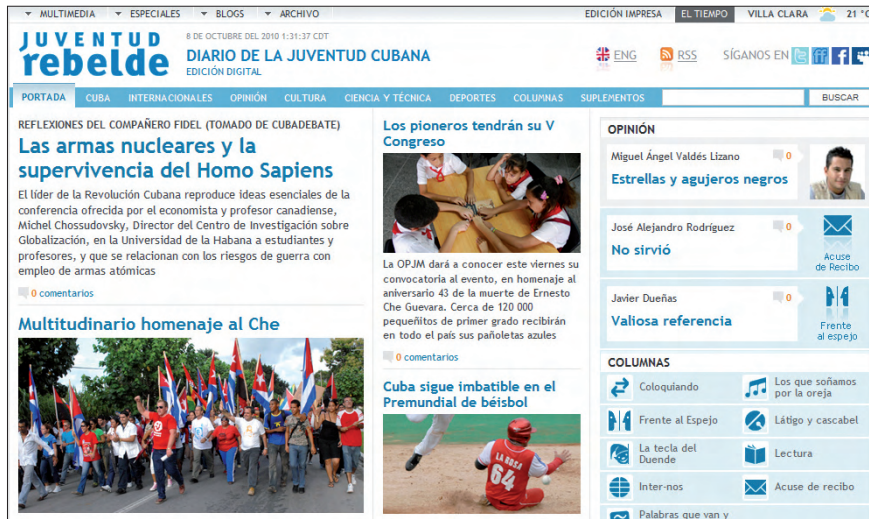 MULTIMEDIA ESPECIALES BLOGS ARCHIVO
EDICIÓN IMPRESA EL TIEMPO VILLA CLARA 21 °C
JUVENTUD
rebelde
8 DE OCTUBRE DEL 2010 1:31:37 CDT
DIARIO DE LA JUVENTUD CUBANA
EDICIÓN DIGITAL
ENG RSS SÍGANOS EN
PORTADA CUBA INTERNACIONALES OPINIÓN CULTURA CIENCIA Y TÉCNICA DEPORTES COLUMNAS SUPLEMENTOS BUSCAR
REFLEXIONES DEL COMPAÑERO FIDEL (TOMADO DE CUBADEBATE)
Las armas nucleares y la
supervivencia del Homo Sapiens
El líder de la Revolución Cubana reproduce ideas esenciales de la
conferencia ofrecida por el economista y profesor canadiense,
Michel Chossudovsky, Director del Centro de Investigación sobre
Globalización, en la Universidad de la Habana a estudiantes y
profesores, y que se relacionan con los riesgos de guerra con
empleo de armas atómicas
0 comentarios
Multitudinario homenaje al Che
Los pioneros tendrán su V
Congreso
La OPJM dará a conocer este viernes su
convocatoria al evento, en homenaje al
aniversario 43 de la muerte de Ernesto
Che Guevara. Cerca de 120 000
pequeñitos de primer grado recibirán
en todo el país sus pañoletas azules
0 comentarios
Cuba sigue imbatible en el
Premundial de béisbol
LA ROSA
64
OPINIÓN
Miguel Ángel Valdés Lizano 0
Estrellas y agujeros negros
José Alejandro Rodríguez 0
No sirvió
Acuse
de Recibo
Javier Dueñas 0
Valiosa referencia
Frente
al espejo
COLUMNAS
Coloquiando
Los que soñamos
por la oreja
Frente al Espejo
Látigo y cascabel
La tecla del
Duende
Lectura
Inter-nos
Acuse de recibo
Palabras que van y